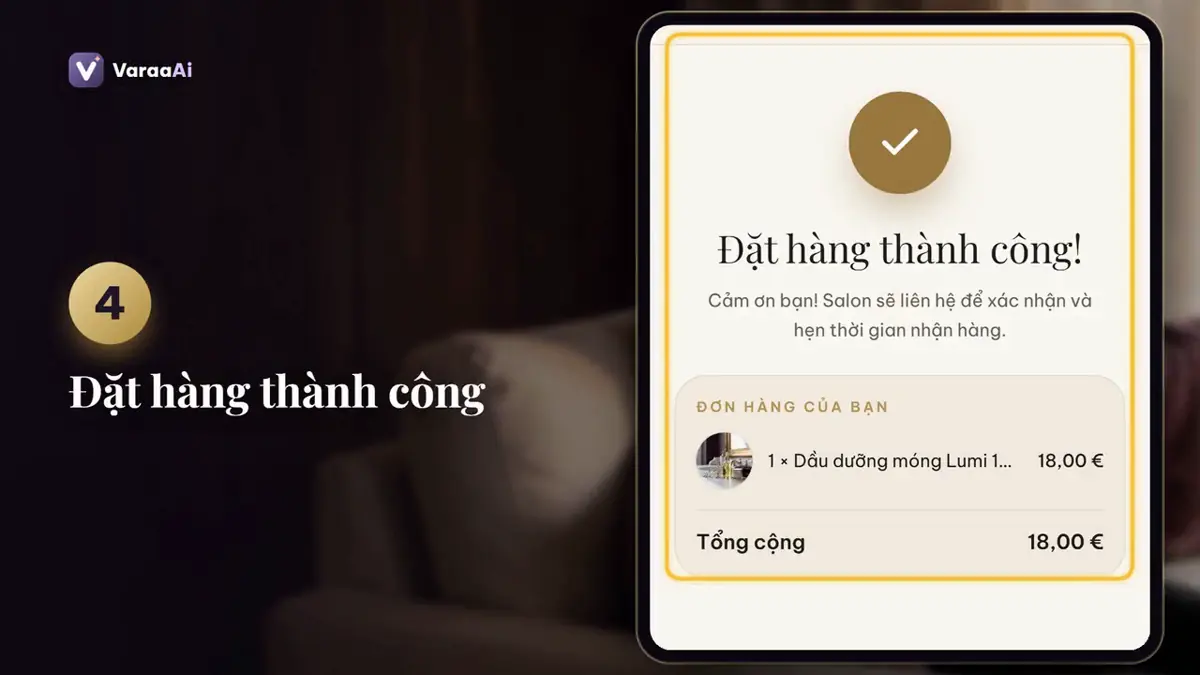 VaraaAi
4
Đặt hàng thành công
Đặt hàng thành công!
Cảm ơn bạn! Salon sẽ liên hệ để xác nhận và
hẹn thời gian nhận hàng.
ĐƠN HÀNG CỦA BẠN
1 × Dầu dưỡng móng Lumi 1... 18,00 €
Tổng cộng 18,00 €